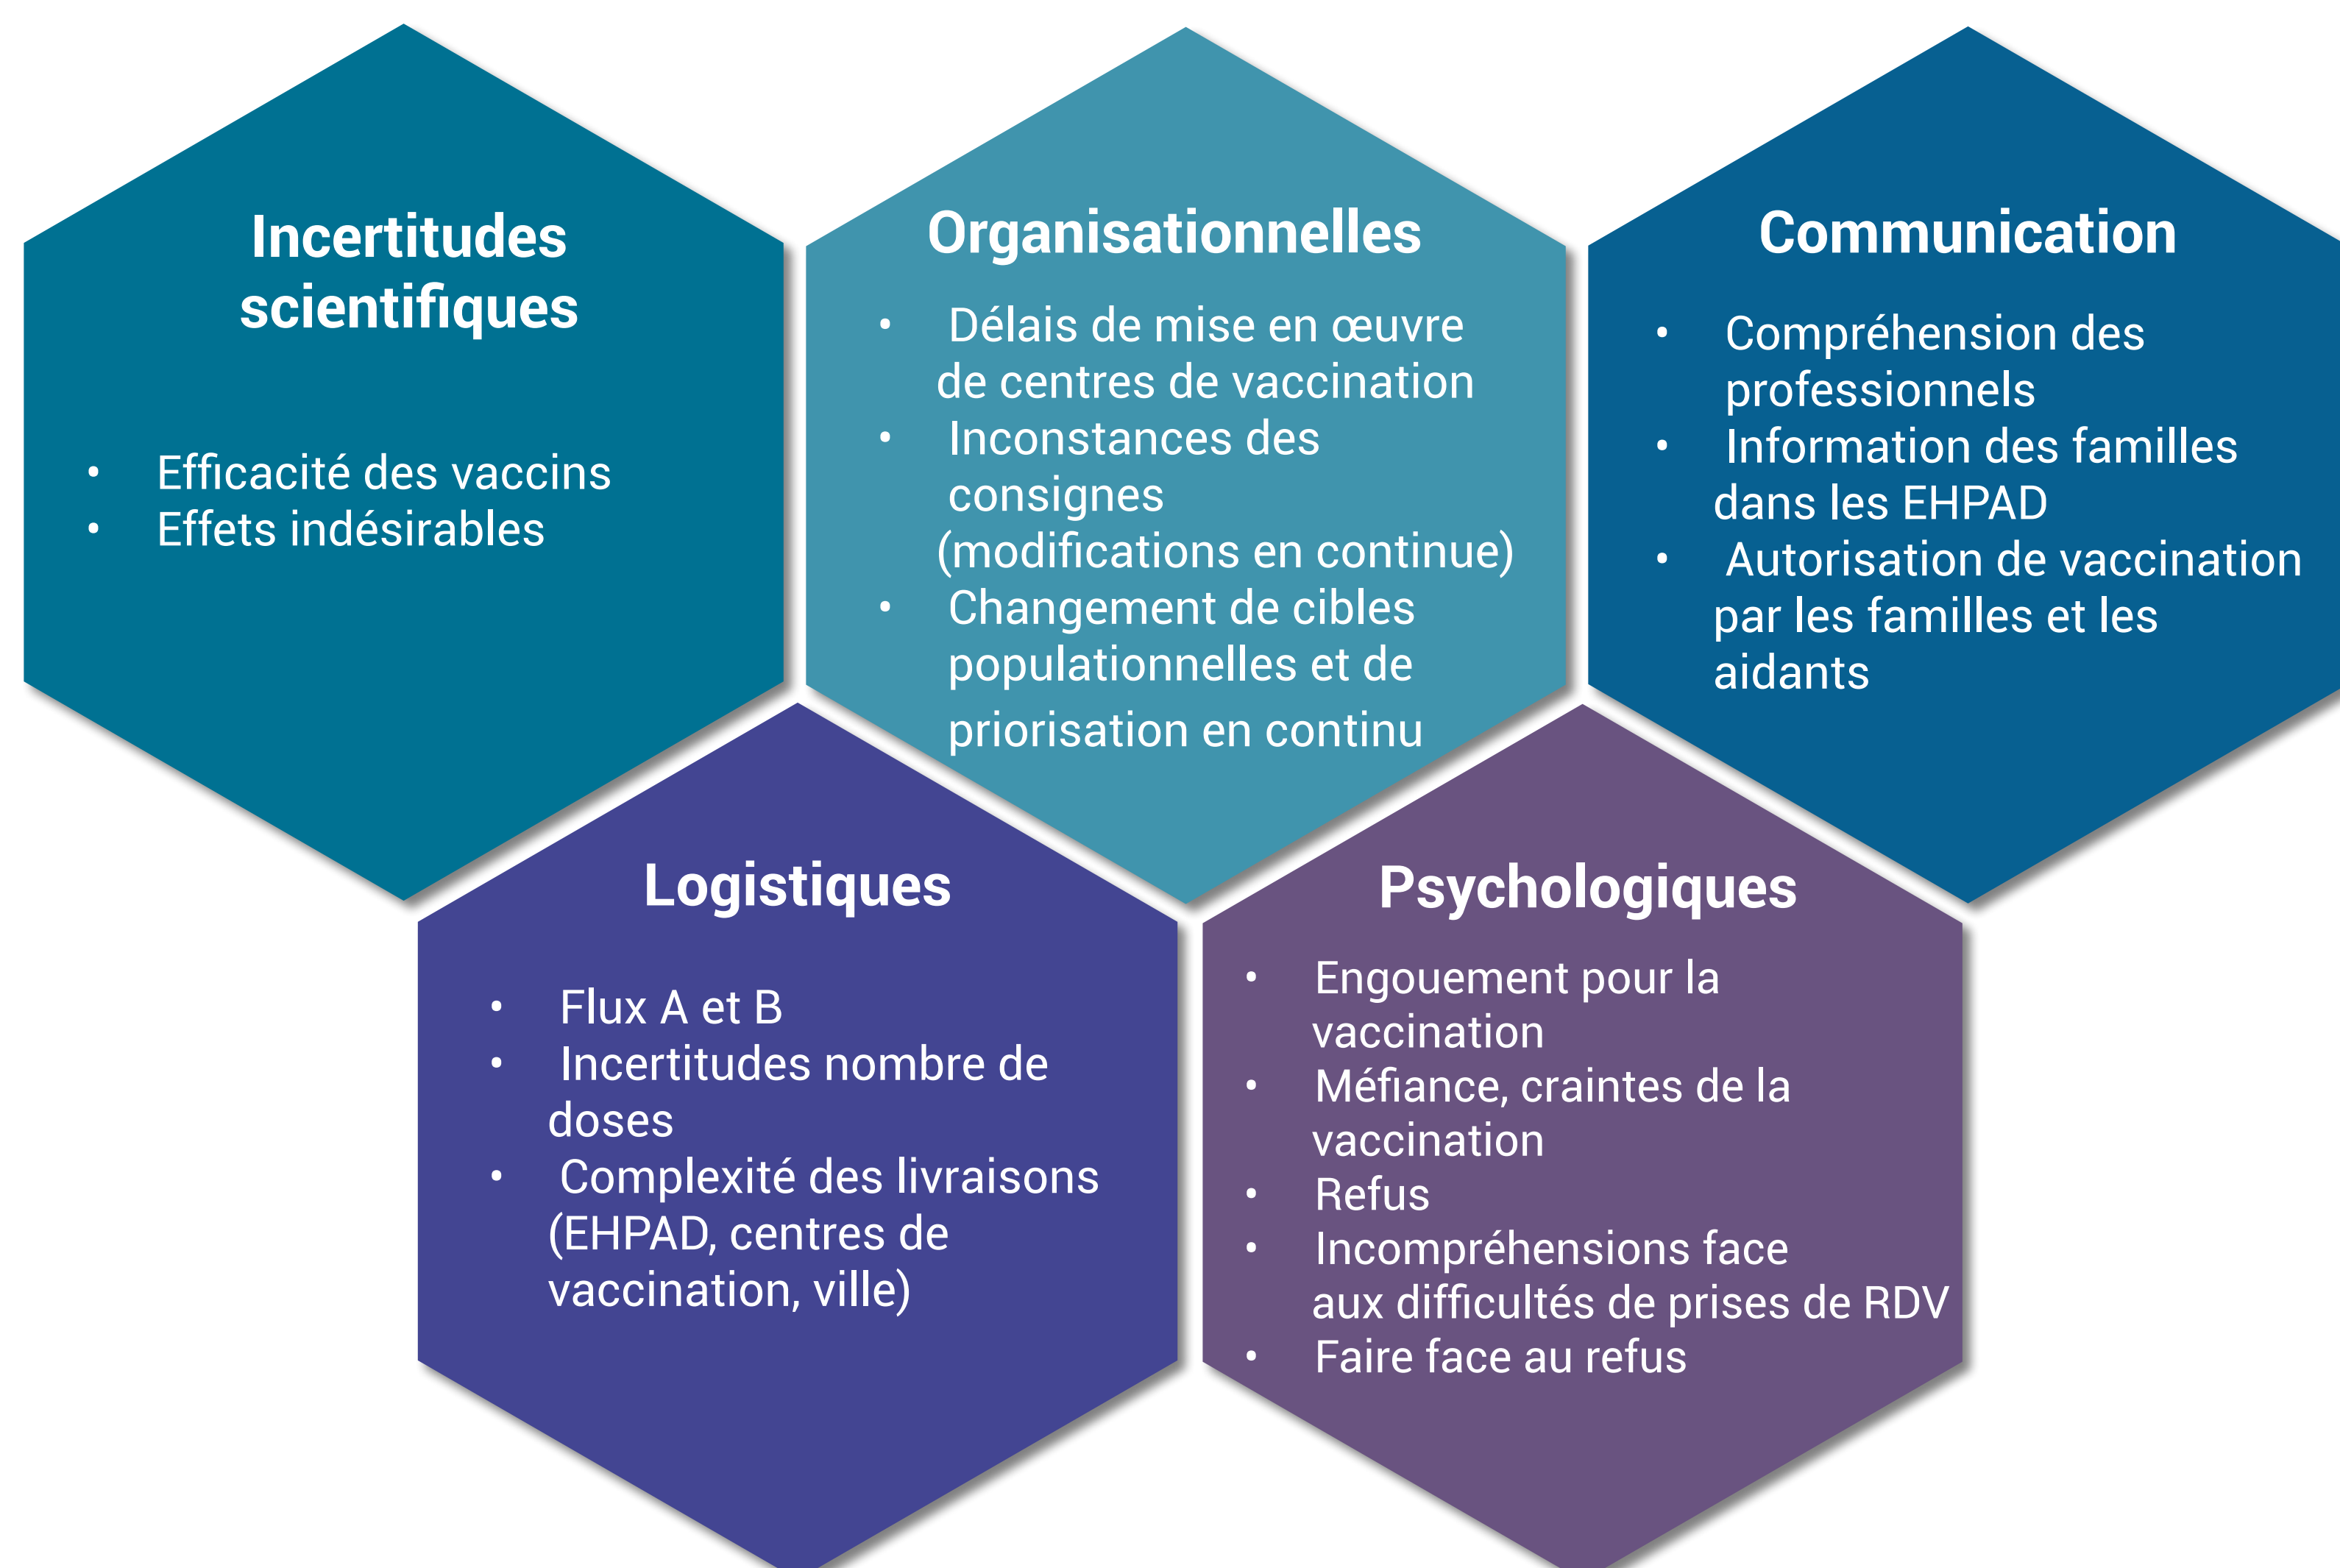 Incertitudes
scientifiques
• Efficacité des vaccins
• Effets indésirables
Organisationnelles
• Délais de mise en œuvre
de centres de vaccination
• Inconstances des
consignes
(modifications en continue)
• Changement de cibles
populationnelles et de
priorisation en continu
Communication
• Compréhension des
professionnels
• Information des familles
dans les EHPAD
• Autorisation de vaccination
par les familles et les
aidants
Logistiques
• Flux A et B
• Incertitudes nombre de
doses
• Complexité des livraisons
(EHPAD, centres de
vaccination, ville)
Psychologiques
• Engouement pour la
vaccination
• Méfiance, craintes de la
vaccination
• Refus
• Incompréhensions face
aux difficultés de prises de RDV
• Faire face au refus